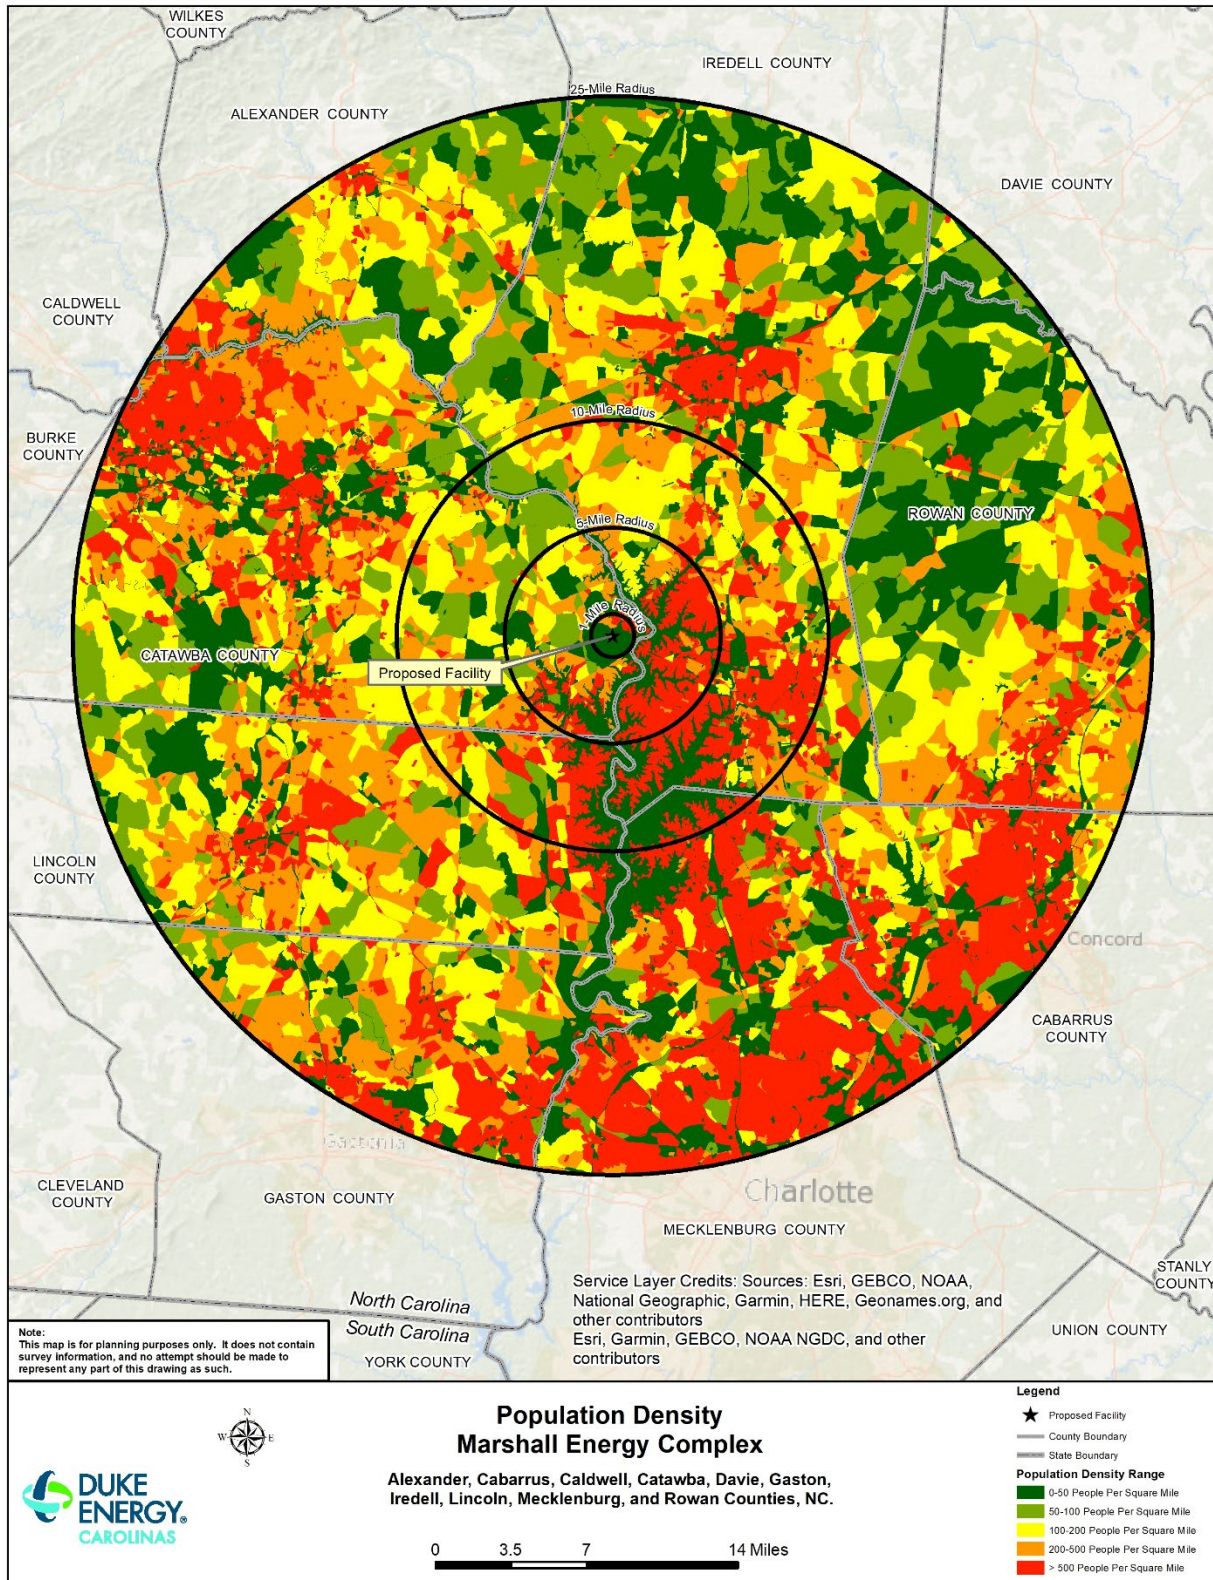 WILKES
COUNTY
IREDELL COUNTY
25-Mile Radius
ALEXANDER COUNTY
DAVIE COUNTY
CALDWELL
COUNTY
10-Mile Radius
BURKE
COUNTY
ROWAN COUNTY
5-Mile Radius
1-Mile Radius
CATAWBA COUNTY
Proposed Facility
LINCOLN
COUNTY
Concord
CABARRUS
COUNTY
Gastonia
CLEVELAND
COUNTY
GASTON COUNTY
Charlotte
MECKLENBURG COUNTY
STANLY
COUNTY
North Carolina
South Carolina
YORK COUNTY
UNION COUNTY
Service Layer Credits: Sources: Esri, GEBCO, NOAA,
National Geographic, Garmin, HERE, Geonames.org, and
other contributors
Esri, Garmin, GEBCO, NOAA NGDC, and other
contributors
Note:
This map is for planning purposes only. It does not contain
survey information, and no attempt should be made to
represent any part of this drawing as such.
N
W E
S
DUKE
ENERGY®
CAROLINAS
Population Density
Marshall Energy Complex
Alexander, Cabarrus, Caldwell, Catawba, Davie, Gaston,
Iredell, Lincoln, Mecklenburg, and Rowan Counties, NC.
0 3.5 7 14 Miles
Legend
Proposed Facility
County Boundary
State Boundary
Population Density Range
0-50 People Per Square Mile
50-100 People Per Square Mile
100-200 People Per Square Mile
200-500 People Per Square Mile
> 500 People Per Square Mile